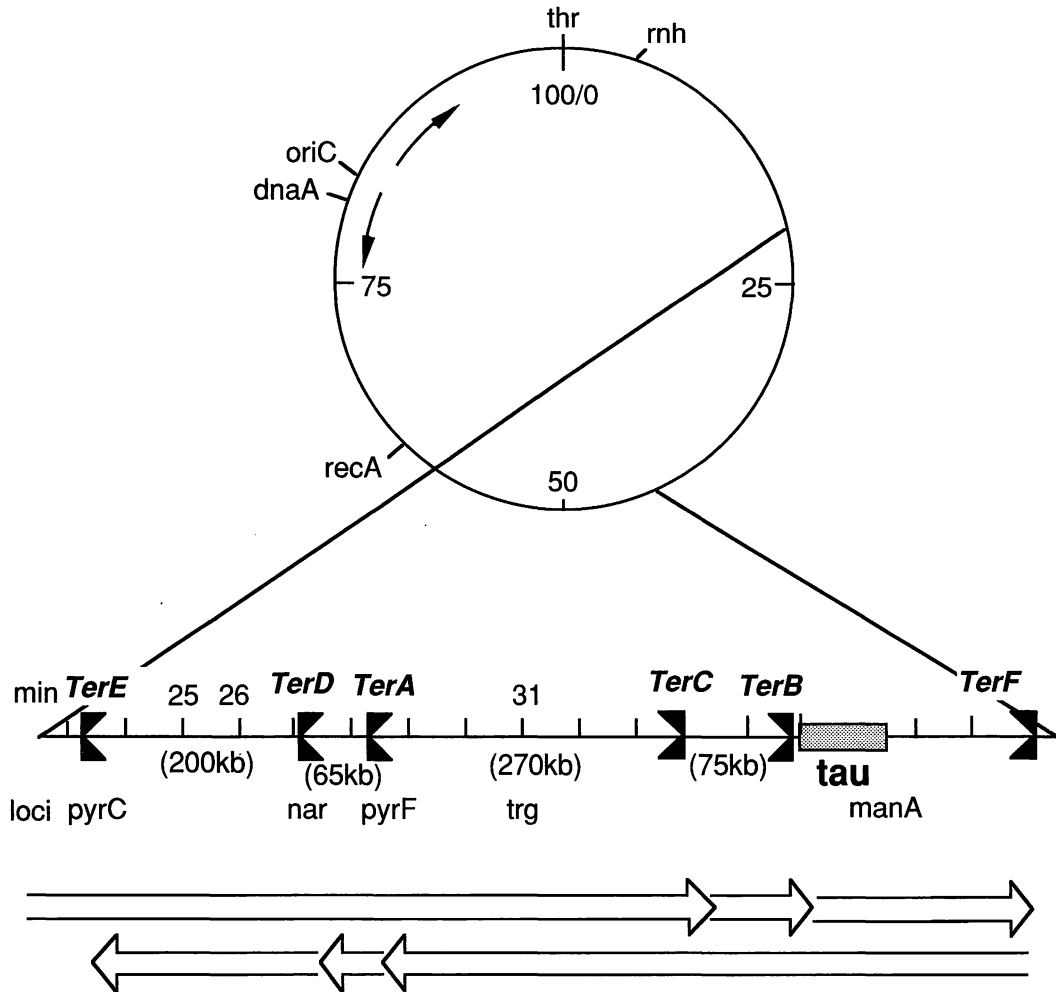 thr
rnh
100/0
oriC
dnaA
75
25
recA
50
min TerE 25 26 TerD TerA 31 TerC TerB TerF
(200kb) (65kb) (270kb) (75kb) tau
loci pyrC nar pyrF trg manA